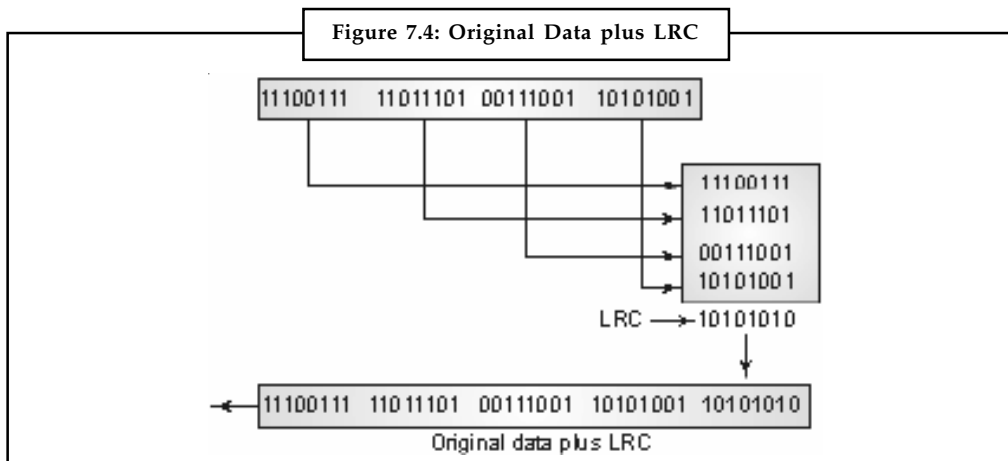 Figure 7.4: Original Data plus LRC
11100111 11011101 00111001 10101001
11100111
11011101
00111001
10101001
LRC 10101010
11100111 11011101 00111001 10101001 10101010
Original data plus LRC